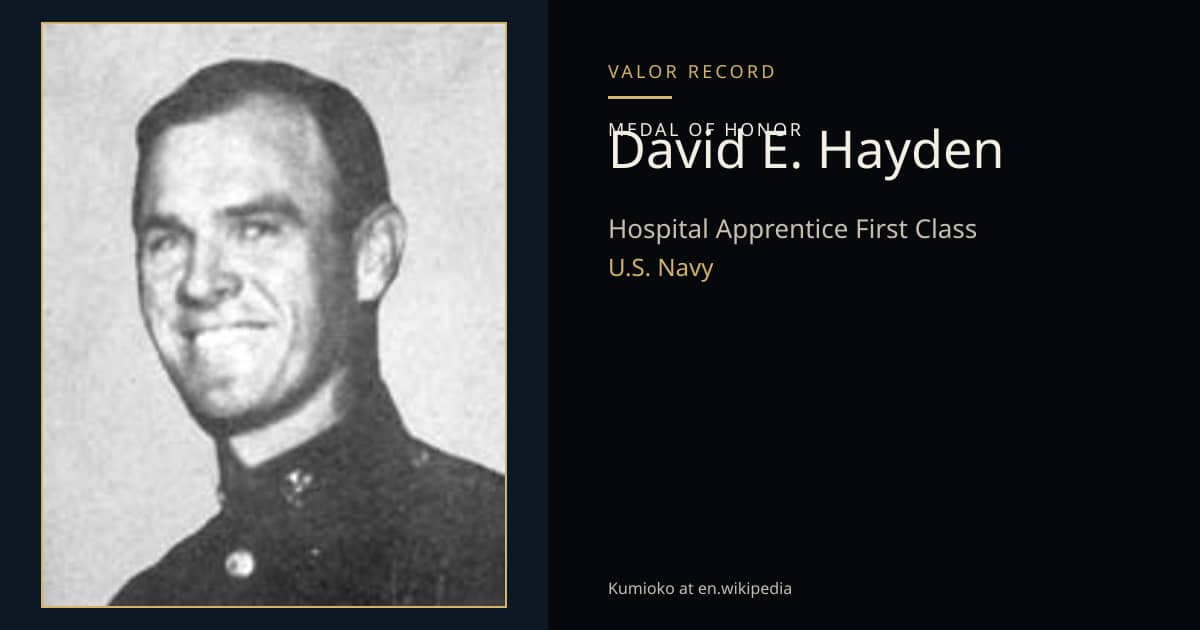 VALOR RECORD
MEDAL OF HONOR
David E. Hayden
Hospital Apprentice First Class
U.S. Navy
Kumioko at en.wikipedia